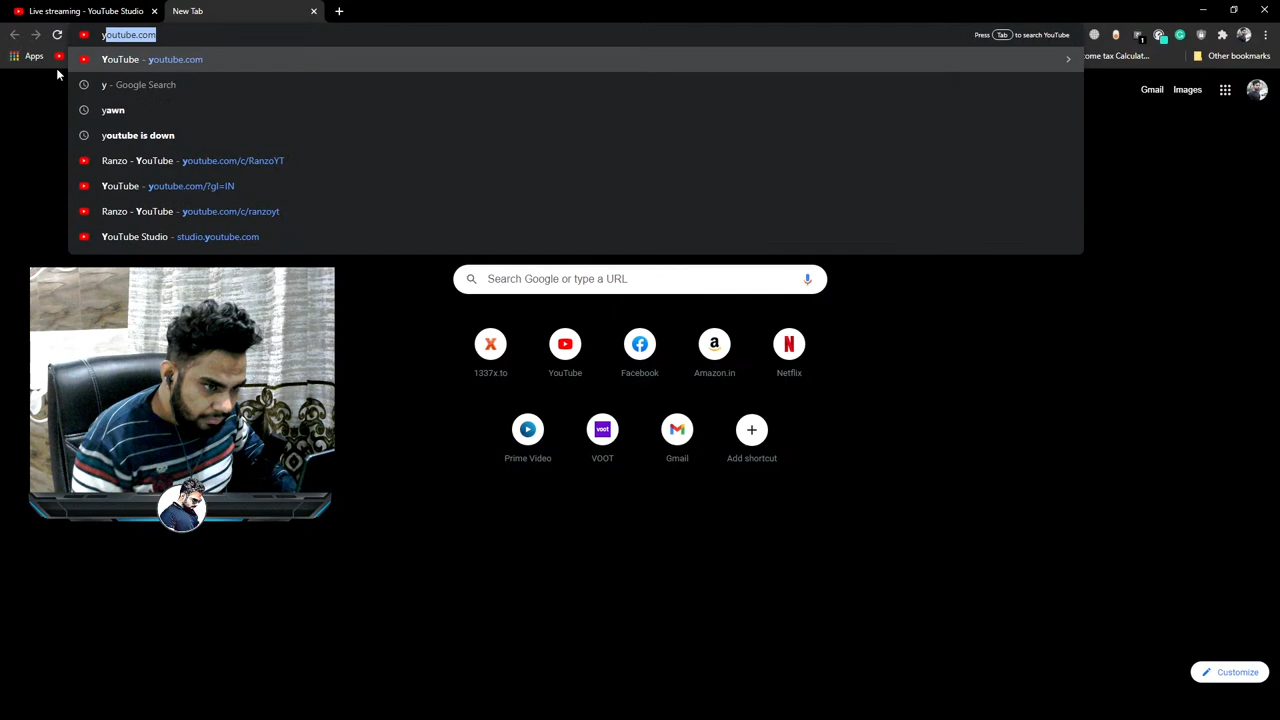 Live streaming - YouTube Studio
New Tab
youtube.com
Press Tab to search YouTube
Apps
ome tax Calculat...
Other bookmarks
YouTube - youtube.com
y - Google Search
yawn
youtube is down
Ranzo - YouTube - youtube.com/c/RanzoYT
YouTube - youtube.com/?gl=IN
Ranzo - YouTube - youtube.com/c/ranzoyt
YouTube Studio - studio.youtube.com
Gmail
Images
Search Google or type a URL
1337x.to
YouTube
Facebook
Amazon.in
Netflix
voot
Prime Video
VOOT
Gmail
Add shortcut
Customize